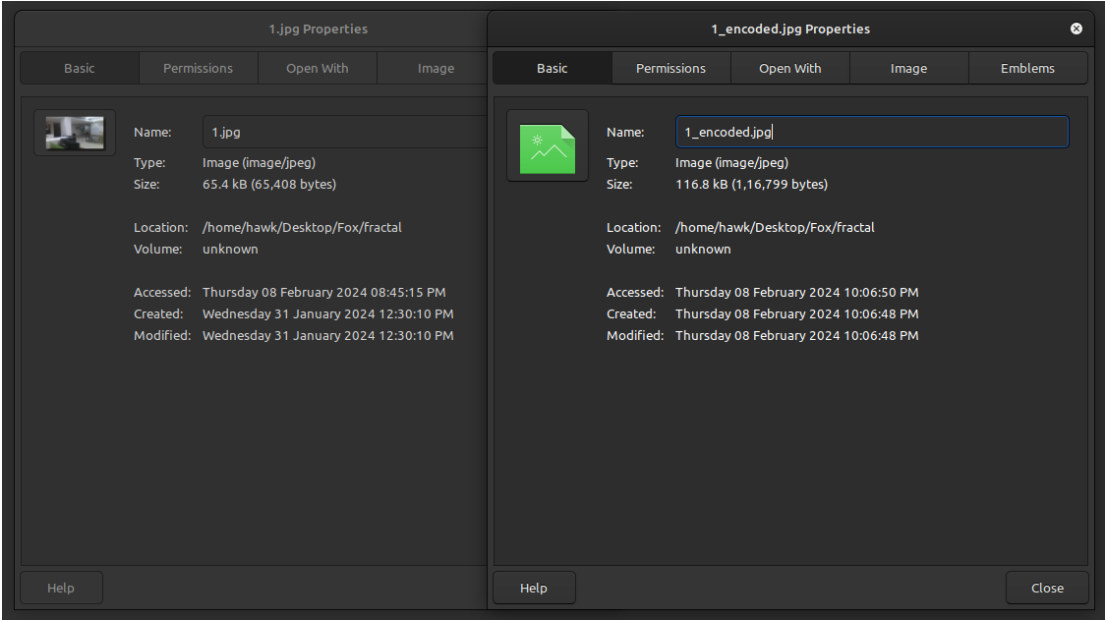 1.jpg Properties
Basic Permissions Open With Image
Name: 1.jpg
Type: Image (image/jpeg)
Size: 65.4 kB (65,408 bytes)
Location: /home/hawk/Desktop/Fox/fractal
Volume: unknown
Accessed: Thursday 08 February 2024 08:45:15 PM
Created: Wednesday 31 January 2024 12:30:10 PM
Modified: Wednesday 31 January 2024 12:30:10 PM
Help
1_encoded.jpg Properties
Basic Permissions Open With Image Emblems
Name: 1_encoded.jpg
Type: Image (image/jpeg)
Size: 116.8 kB (1,16,799 bytes)
Location: /home/hawk/Desktop/Fox/fractal
Volume: unknown
Accessed: Thursday 08 February 2024 10:06:50 PM
Created: Thursday 08 February 2024 10:06:48 PM
Modified: Thursday 08 February 2024 10:06:48 PM
Help Close